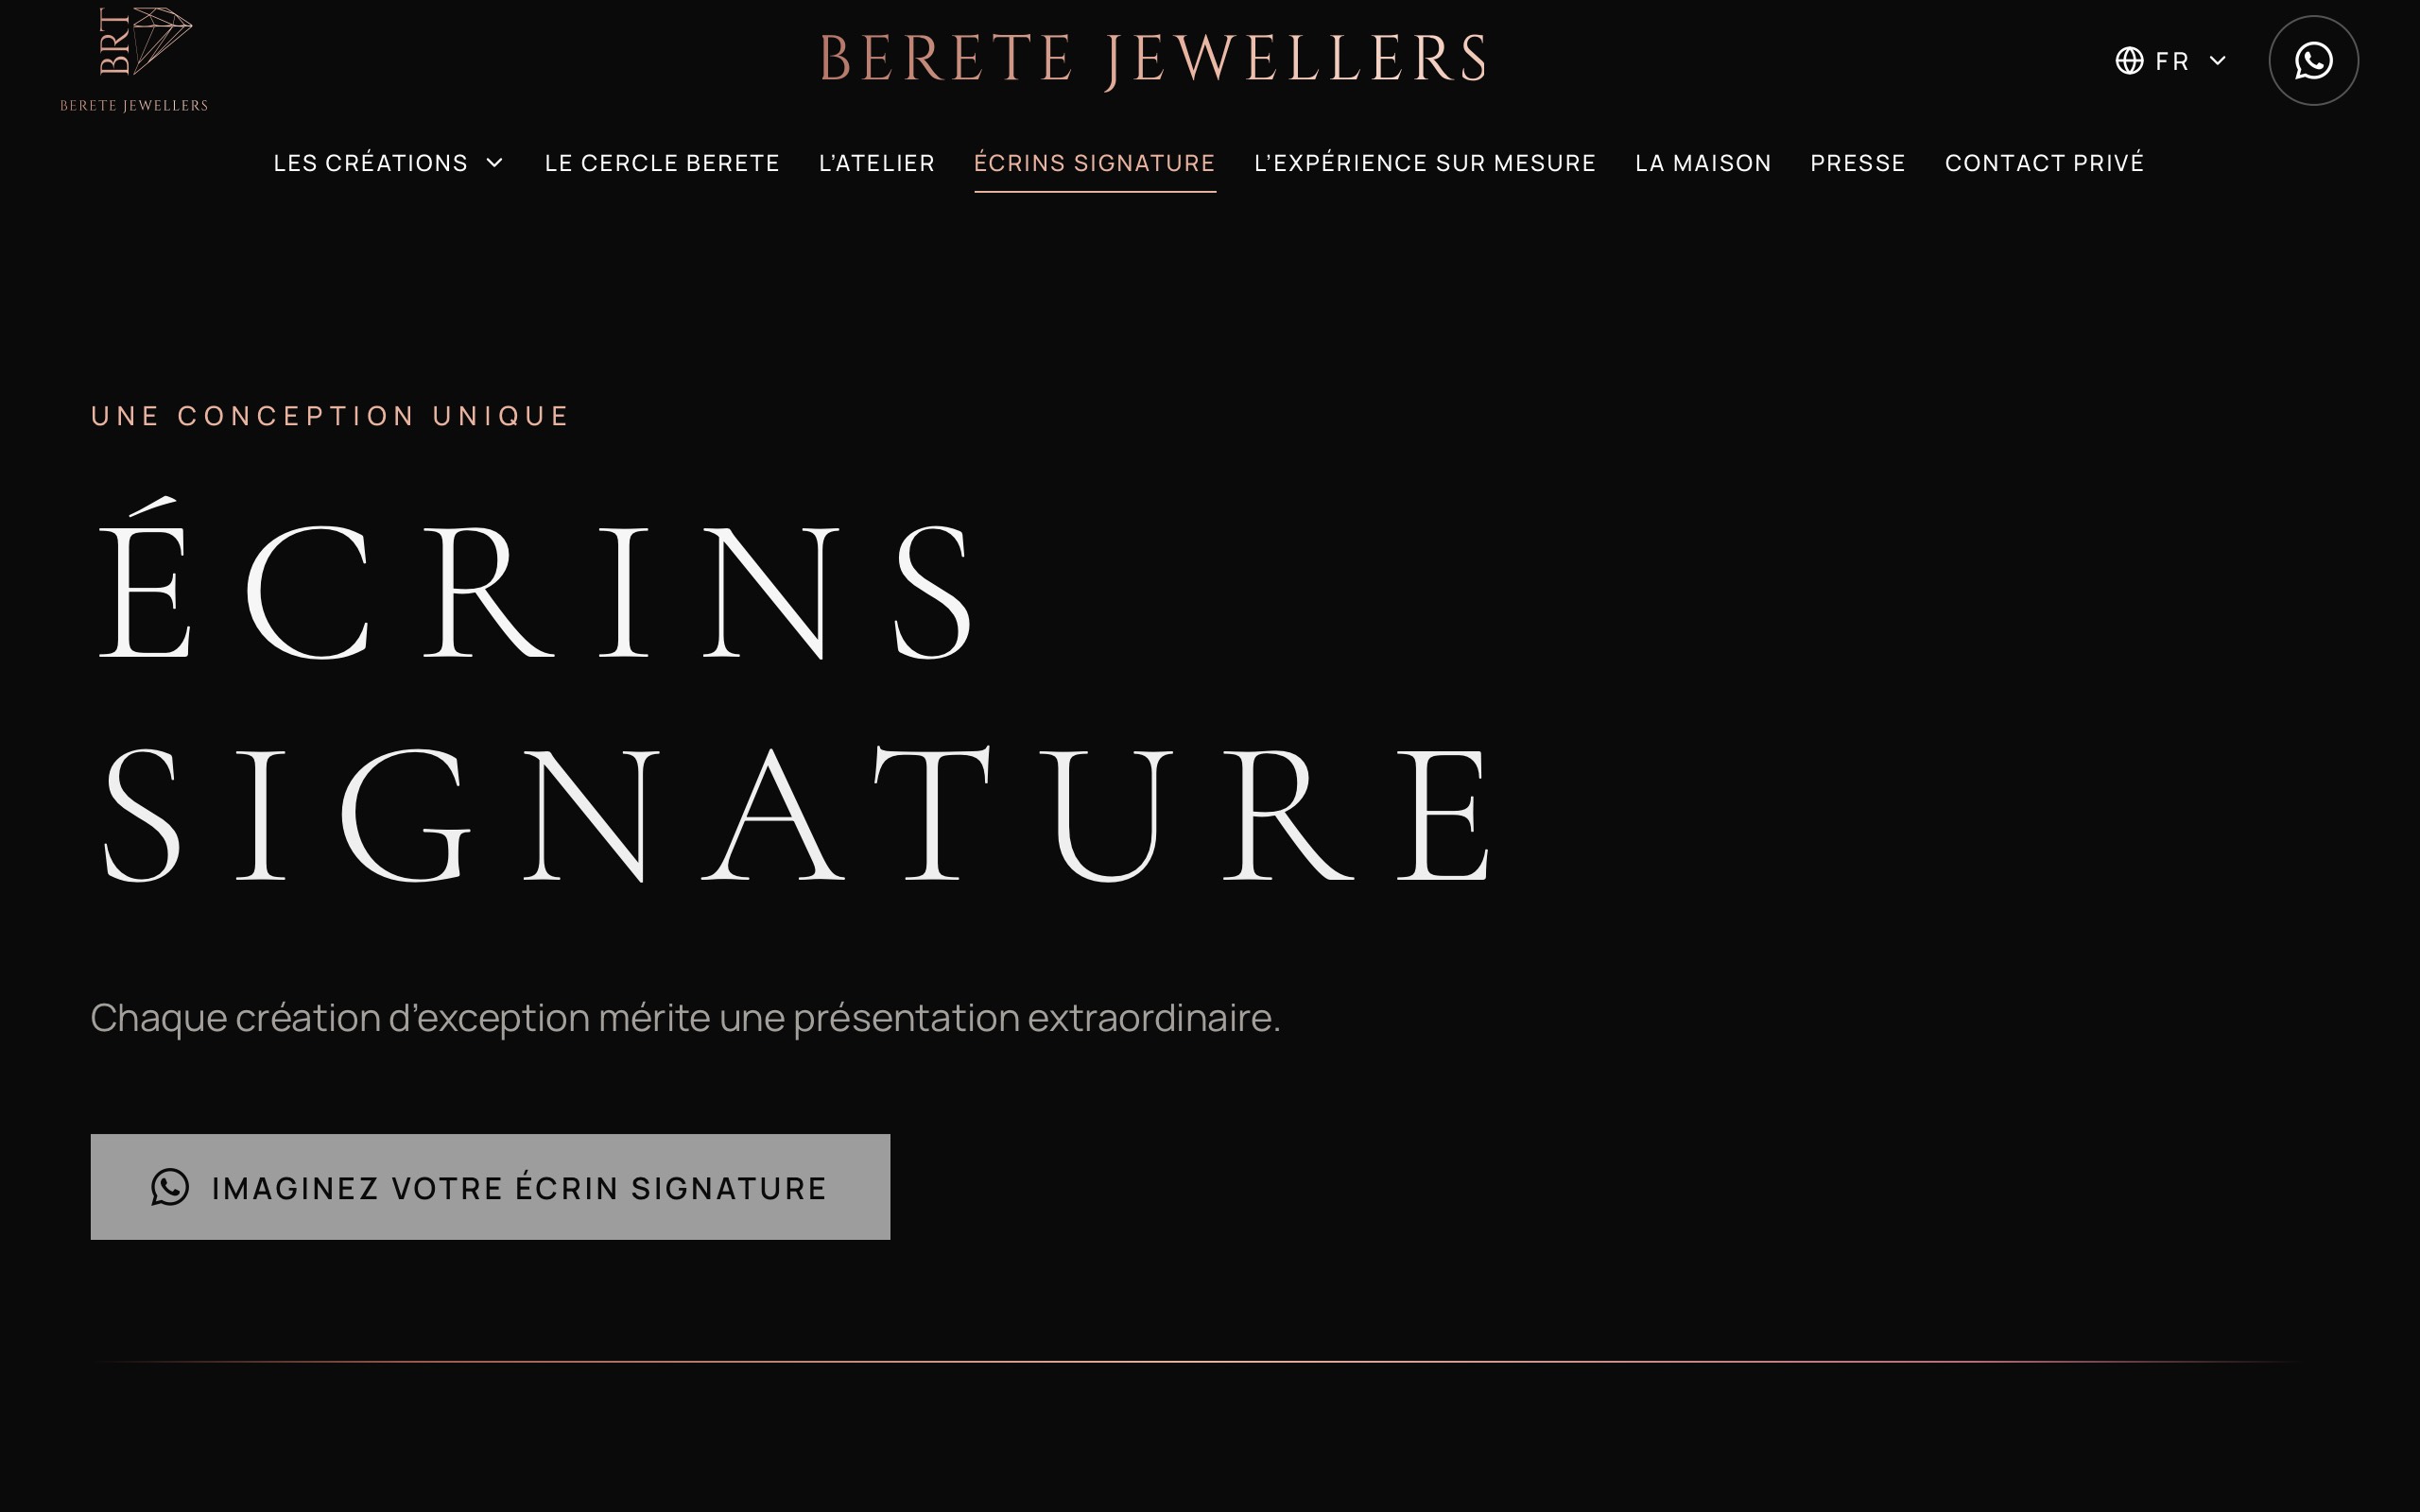 BRT
BERETE JEWELLERS
BERETE JEWELLERS
FR
LES CRÉATIONS
LE CERCLE BERETE
L’ATELIER
ÉCRINS SIGNATURE
L’EXPÉRIENCE SUR MESURE
LA MAISON
PRESSE
CONTACT PRIVÉ
UNE CONCEPTION UNIQUE
ÉCRINS
SIGNATURE
Chaque création d’exception mérite une présentation extraordinaire.
IMAGINEZ VOTRE ÉCRIN SIGNATURE